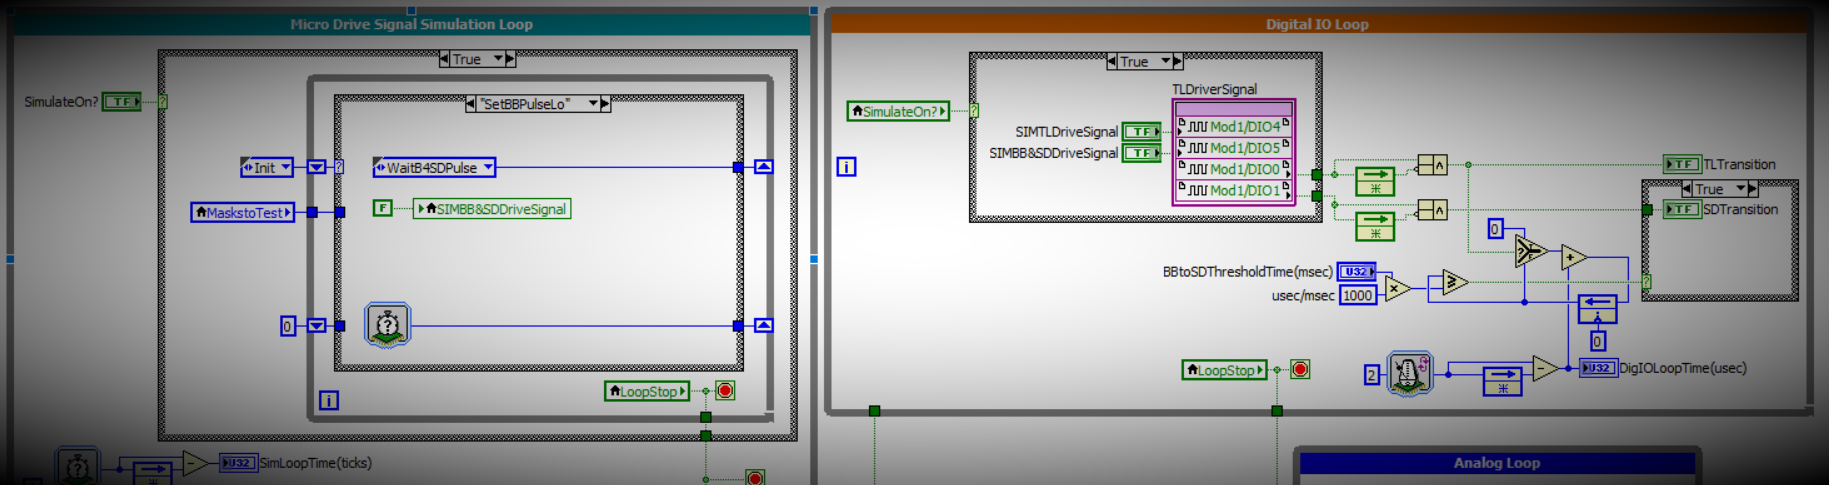 Micro Drive Signal Simulation Loop
True
SimulateOn?
TF
"SetBBPulseLo"
Init
?
WaitB4SDPulse
MaskstoTest
F
SIMBB&SDDriveSignal
0
?
i
LoopStop
?
U32
SimLoopTime(ticks)
Digital IO Loop
True
SimulateOn?
?
TLDriverSignal
SIMTLDriveSignal
TF
Mod1/DIO4
SIMBB&SDDriveSignal
TF
Mod1/DIO5
Mod1/DIO0
Mod1/DIO1
i
TF
TLTransition
True
TF
SDTransition
0
?
BBtoSDThresholdTime(msec)
U32
usec/msec
1000
0
LoopStop
2
U32
DigIOLoopTime(usec)
Analog Loop